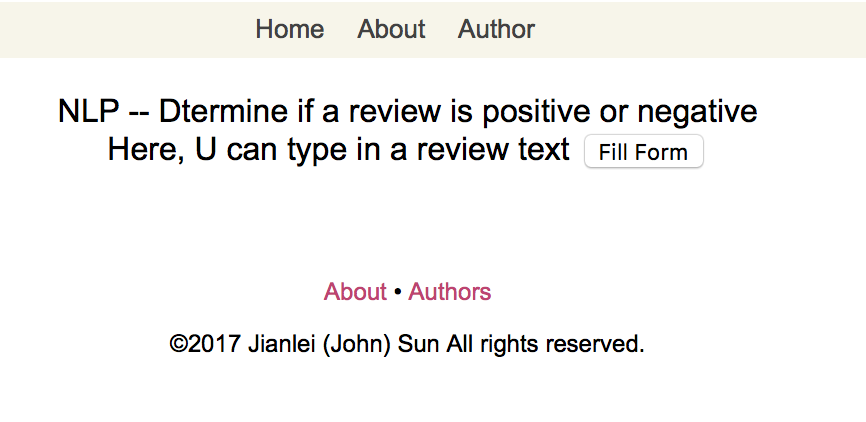 Home About Author
NLP -- Dtermine if a review is positive or negative
Here, U can type in a review text Fill Form
About • Authors
©2017 Jianlei (John) Sun All rights reserved.